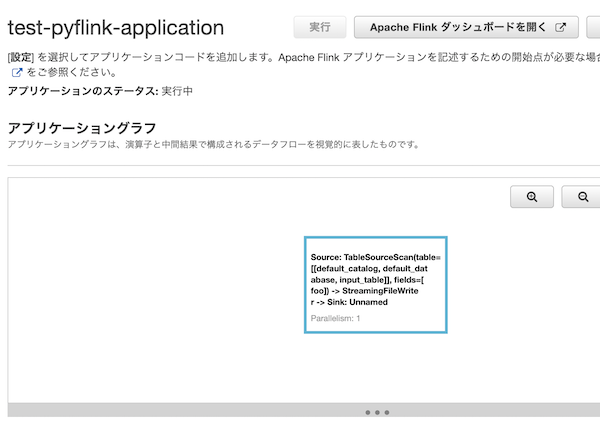 test-pyflink-application
実行
Apache Flink ダッシュボードを開く
[設定] を選択してアプリケーションコードを追加します。Apache Flink アプリケーションを記述するための開始点が必要な場合
をご参照ください。
アプリケーションのステータス: 実行中
アプリケーショングラフ
アプリケーショングラフは、演算子と中間結果で構成されるデータフローを視覚的に表したものです。
Source: TableSourceScan(table=
[[default_catalog, default_dat
abase, input_table]], fields=[
foo]) -> StreamingFileWrite
r -> Sink: Unnamed
Parallelism: 1